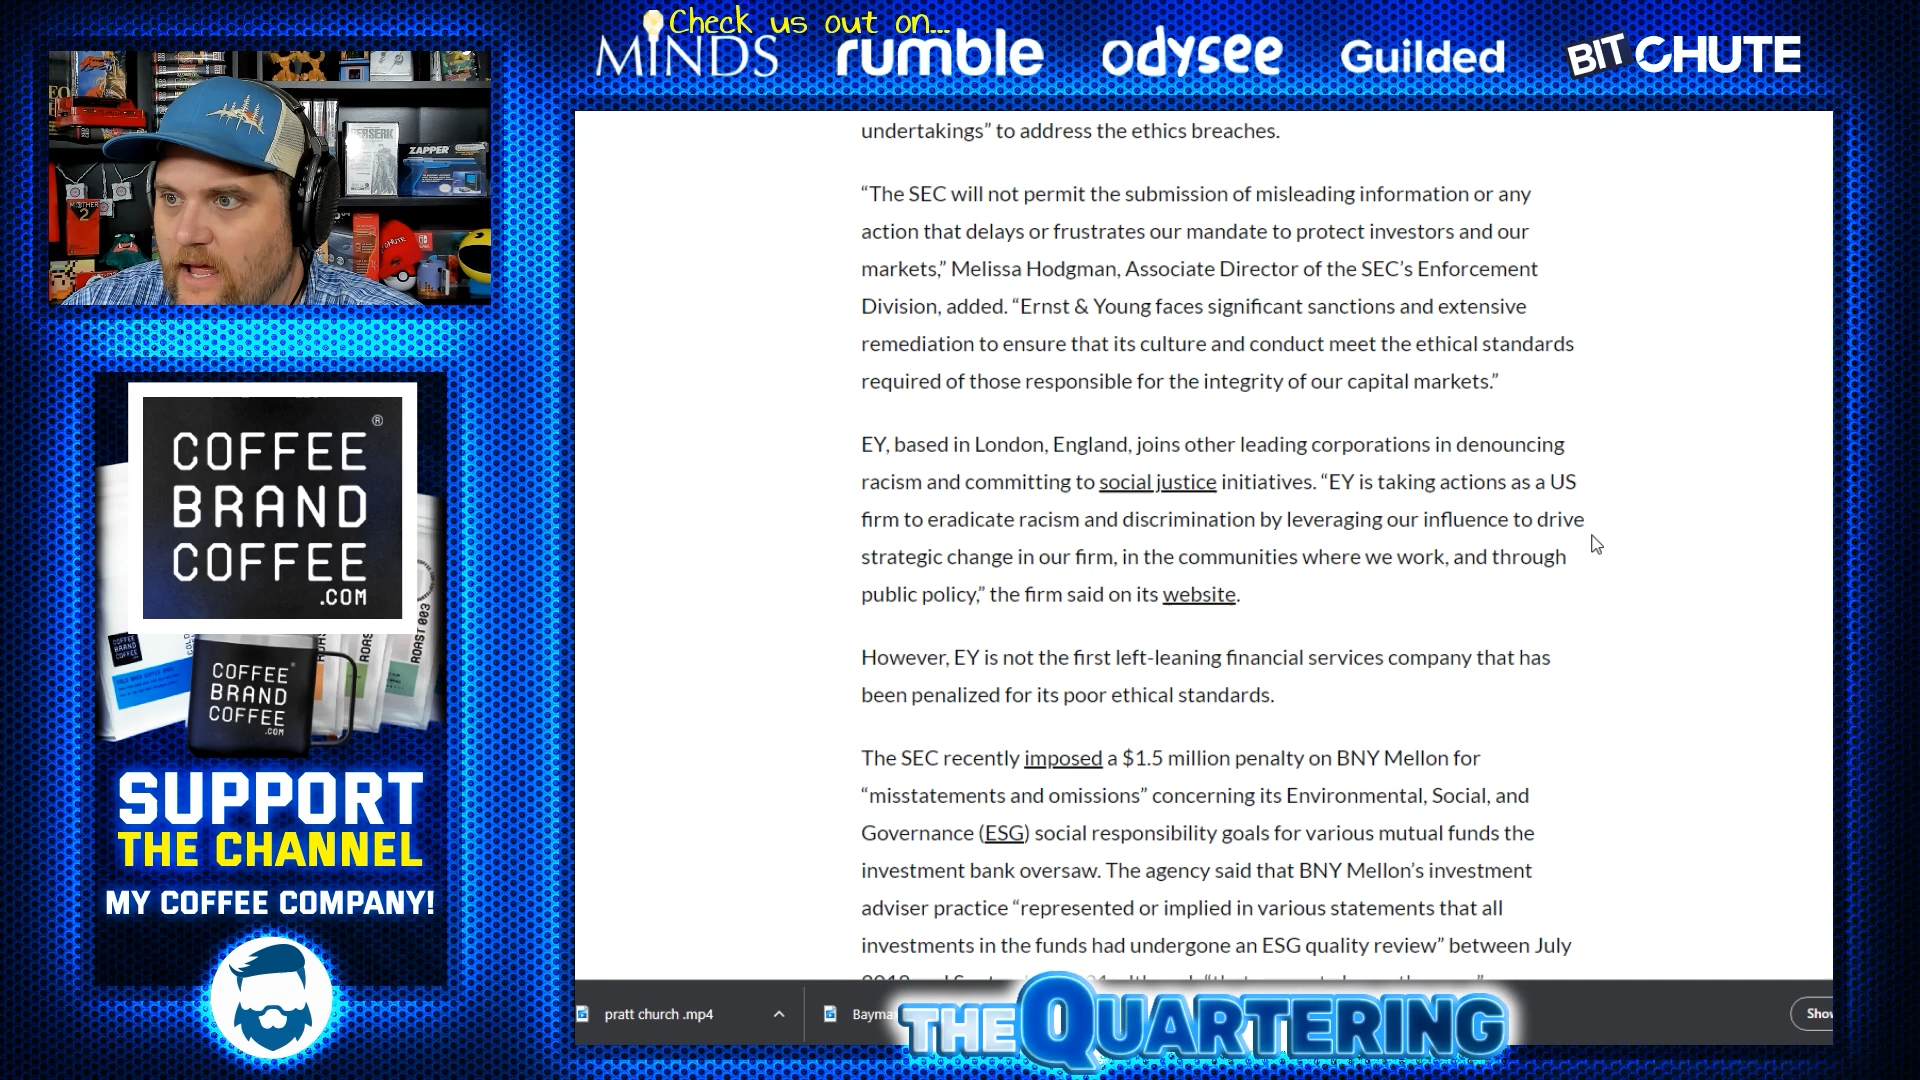 Check us out on...
MINDS
rumble
odysee
Guilded
BITCHUTE
BERSERK
ZAPPER
MOTHER
2
undertakings” to address the ethics breaches.
“The SEC will not permit the submission of misleading information or any
action that delays or frustrates our mandate to protect investors and our
markets,” Melissa Hodgman, Associate Director of the SEC’s Enforcement
Division, added. “Ernst & Young faces significant sanctions and extensive
remediation to ensure that its culture and conduct meet the ethical standards
required of those responsible for the integrity of our capital markets.”
EY, based in London, England, joins other leading corporations in denouncing
racism and committing to social justice initiatives. “EY is taking actions as a US
firm to eradicate racism and discrimination by leveraging our influence to drive
strategic change in our firm, in the communities where we work, and through
public policy,” the firm said on its website.
However, EY is not the first left-leaning financial services company that has
been penalized for its poor ethical standards.
The SEC recently imposed a $1.5 million penalty on BNY Mellon for
“misstatements and omissions” concerning its Environmental, Social, and
Governance (ESG) social responsibility goals for various mutual funds the
investment bank oversaw. The agency said that BNY Mellon’s investment
adviser practice “represented or implied in various statements that all
investments in the funds had undergone an ESG quality review” between July
COFFEE®
BRAND
COFFEE
.COM
ROAST 003
COFFEE®
BRAND
COFFEE
.COM
SUPPORT
THE CHANNEL
MY COFFEE COMPANY!
pratt church .mp4
Bayma
Show
THE QUARTERING